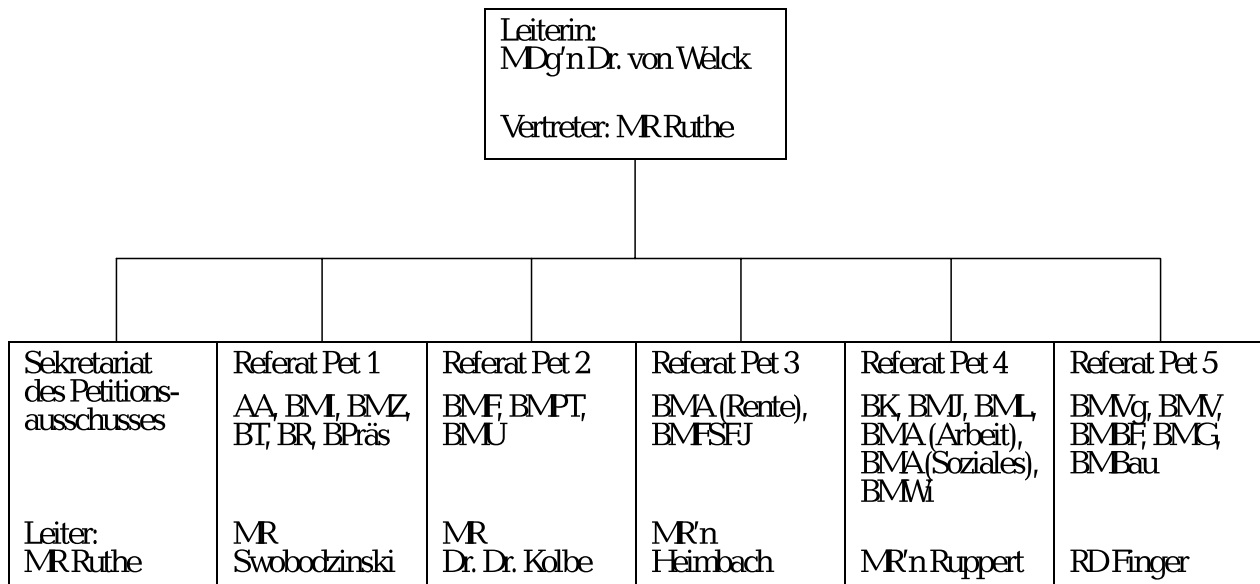 Leiterin:
MDg'n Dr. von Welck
Vertreter: MR Ruthe
Sekretariat
des Petitions-
ausschusses
Leiter:
MR Ruthe
Referat Pet 1
AA, BMI, BMZ,
BT, BR, BPräs
MR
Swobodzinski
Referat Pet 2
BMF, BMPT,
BMU
MR
Dr. Dr. Kolbe
Referat Pet 3
BMA (Rente),
BMFSFJ
MR'n
Heimbach
Referat Pet 4
BK, BMJ, BML,
BMA (Arbeit),
BMA (Soziales),
BMWi
MR'n Ruppert
Referat Pet 5
BMVg, BMV,
BMBF, BMG,
BMBau
RD Finger